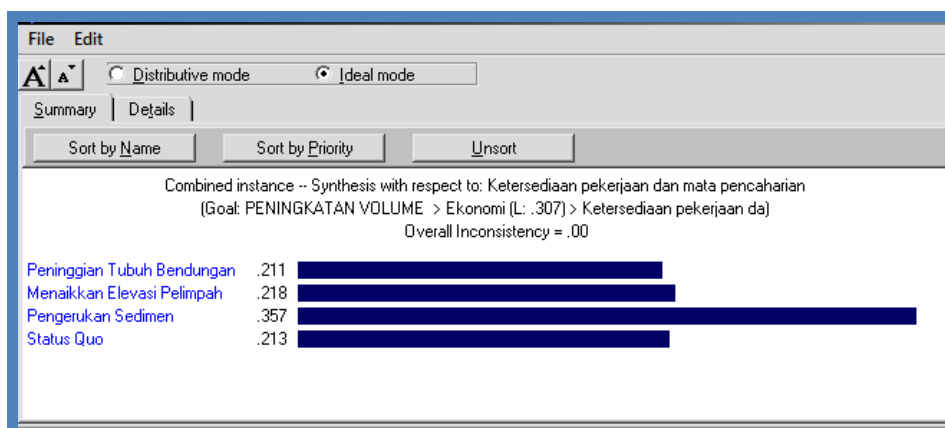 File Edit
A A Distributive mode Ideal mode
Summary Details
Sort by Name Sort by Priority Unsort
Combined instance -- Synthesis with respect to: Ketersediaan pekerjaan dan mata pencaharian
(Goal: PENINGKATAN VOLUME > Ekonomi (L: .307) > Ketersediaan pekerjaan da)
Overall Inconsistency = .00
Peninggian Tubuh Bendungan .211
Menaikkan Elevasi Pelimpah .218
Pengerukan Sedimen .357
Status Quo .213